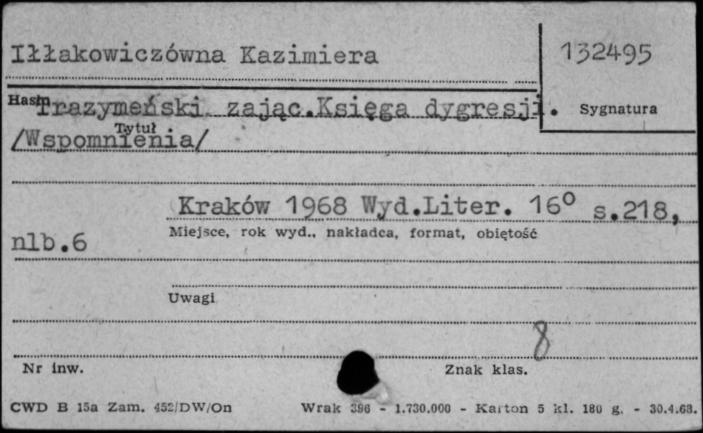 Iłłakowiczówna Kazimiera
132495
Hasło
Trazymeński zając.Księga dygresji.
Sygnatura
Tytuł
/Wspomnienia/
Kraków 1968 Wyd.Liter. 16° s.218,
Miejsce, rok wyd., nakładca, format, objętość
nlb.6
Uwagi
8
Nr inw.
Znak klas.
CWD B 15a Zam. 452/DW/On Wrak 396 - 1.730.000 - Karton 5 kl. 180 g. - 30.4.68.